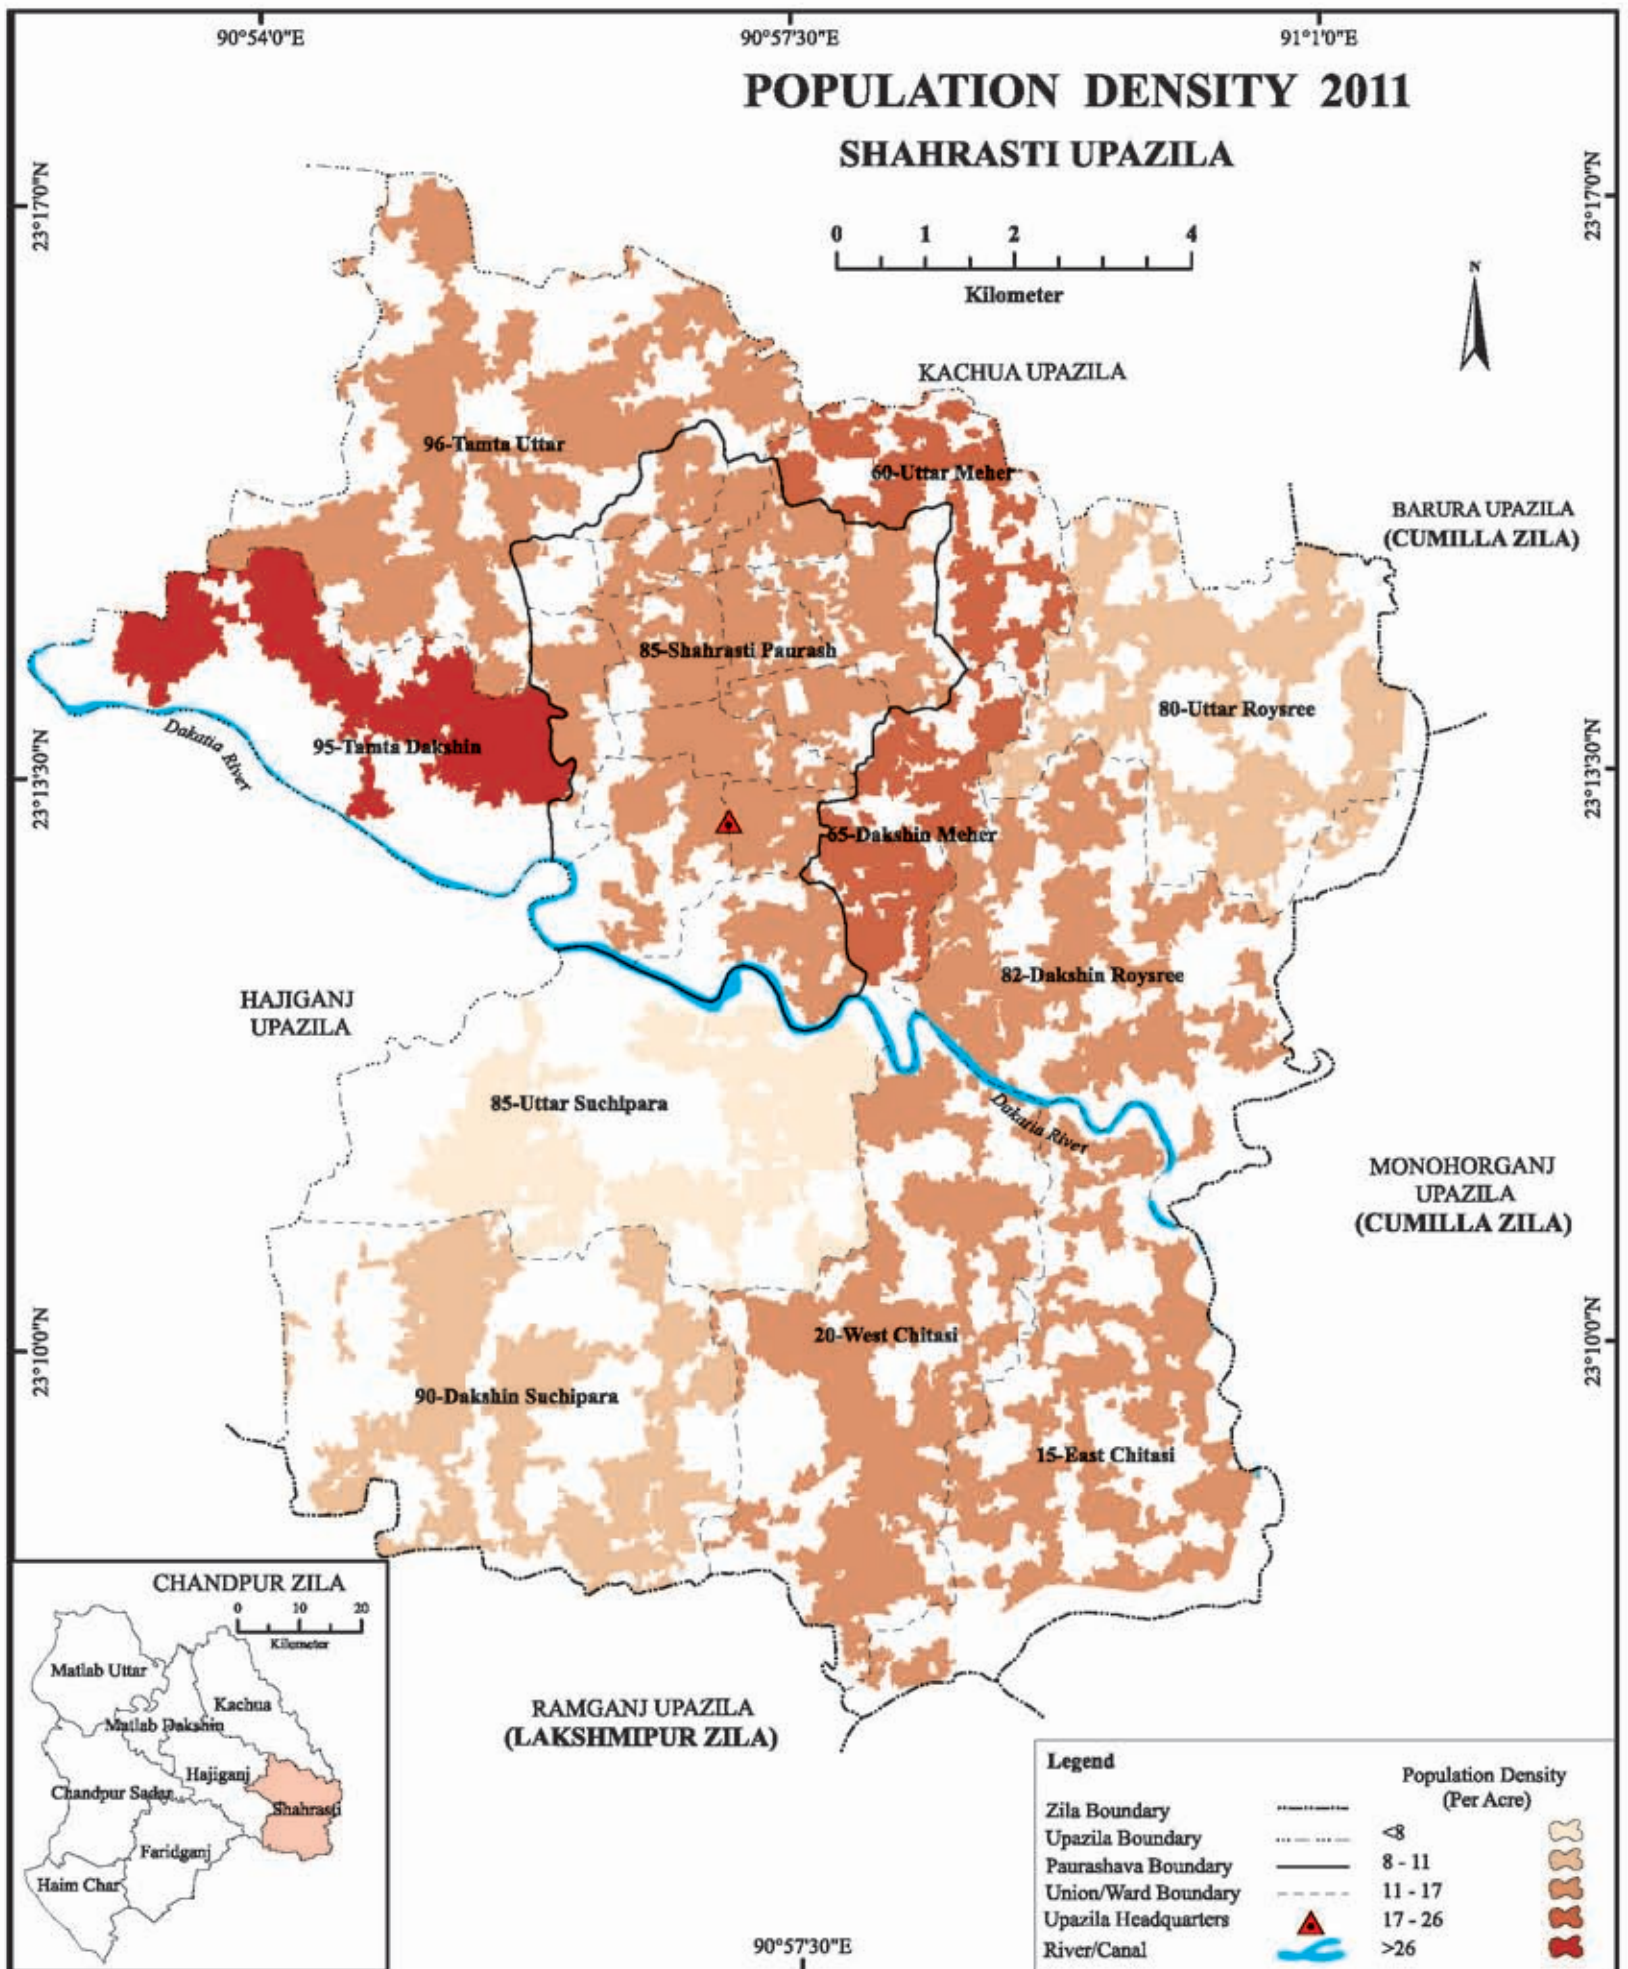 90°54'0"E
90°57'30"E
91°1'0"E
POPULATION DENSITY 2011
SHAHRASTI UPAZILA
23°17'0"N
23°17'0"N
0 1 2 4
Kilometer
N
KACHUA UPAZILA
96-Tamta Uttar
60-Uttar Meher
BARURA UPAZILA
(CUMILLA ZILA)
85-Shahrasti Paurash
80-Uttar Roysree
95-Tamta Dakshin
Dakatia River
23°13'30"N
23°13'30"N
65-Dakshin Meher
82-Dakshin Roysree
HAJIGANJ
UPAZILA
85-Uttar Suchipara
Dakatia River
MONOHORGANJ
UPAZILA
(CUMILLA ZILA)
20-West Chitasi
23°10'0"N
23°10'0"N
90-Dakshin Suchipara
15-East Chitasi
CHANDPUR ZILA
0 10 20
Kilometer
Matlab Uttar
Kachua
Matlab Dakshin
Hajiganj
Chandpur Sadar
Shahrasti
Faridganj
Haim Char
RAMGANJ UPAZILA
(LAKSHMIPUR ZILA)
90°57'30"E
Legend
Population Density
(Per Acre)
Zila Boundary
Upazila Boundary <8
Paurashava Boundary 8 - 11
Union/Ward Boundary 11 - 17
Upazila Headquarters 17 - 26
River/Canal >26